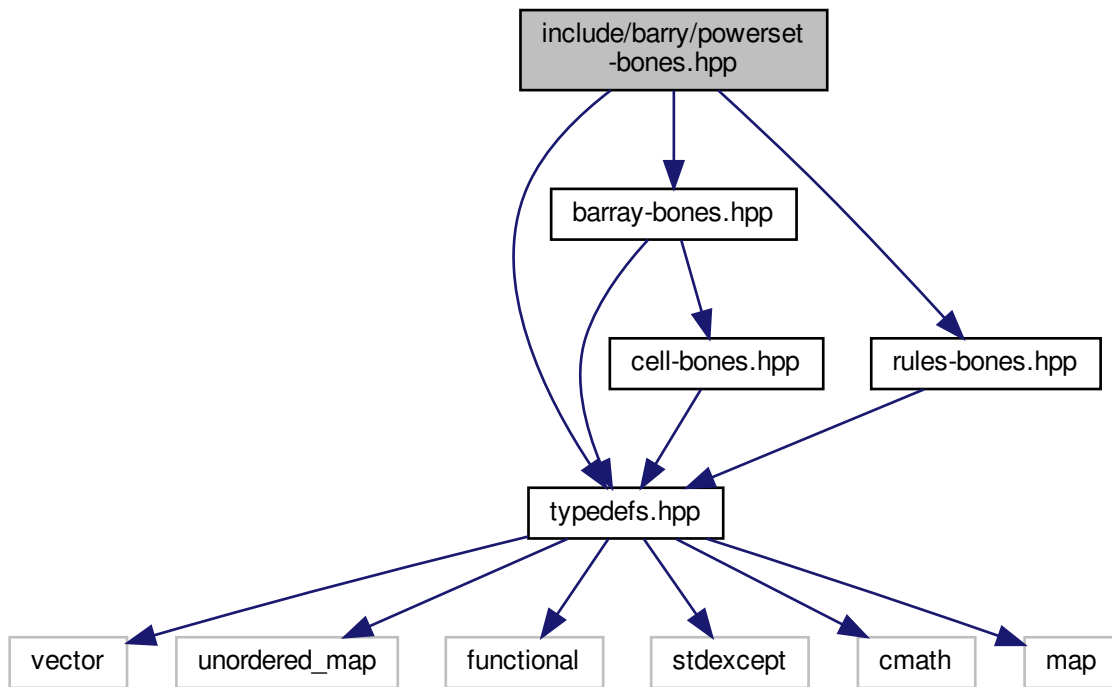 include/barry/powerset
-bones.hpp
barray-bones.hpp
cell-bones.hpp
rules-bones.hpp
typedefs.hpp
vector
unordered_map
functional
stdexcept
cmath
map